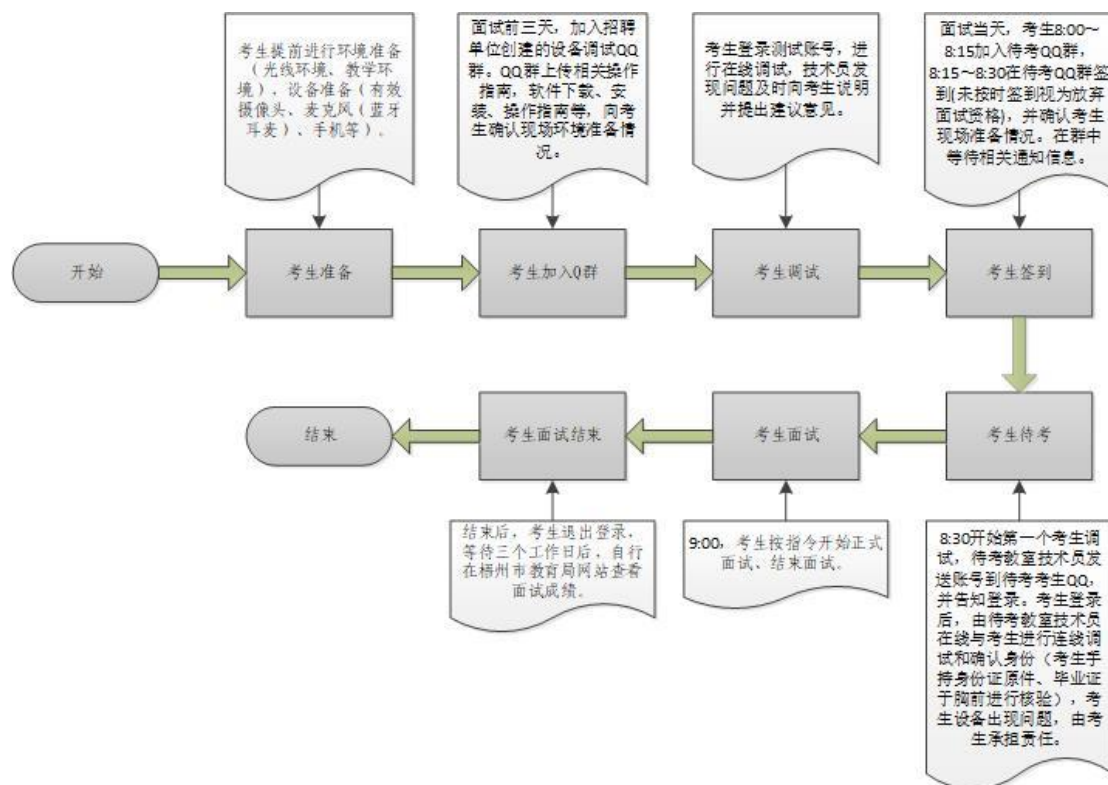 考生提前进行环境准备
（光线环境、教学环
境）、设备准备（有效
摄像头、麦克风（蓝牙
耳麦）、手机等）。
面试前三天，加入招聘
单位创建的设备调试QQ
群。QQ群上传相关操作
指南，软件下载、安
装、操作指南等，向考
生确认现场环境准备情
况。
考生登录测试账号，进
行在线调试，技术员发
现问题及时向考生说明
并提出建议意见。
面试当天，考生8:00～
8:15加入待考QQ群，
8:15～8:30在待考QQ群签
到(未按时签到视为放弃
面试资格)，并确认考生
现场准备情况。在群中
等待相关通知信息。
开始
考生准备
考生加入Q群
考生调试
考生签到
结束
考生面试结束
考生面试
考生待考
结束后，考生退出登录，
等待三个工作日后，自行
在梧州市教育局网站查看
面试成绩。
9:00，考生按指令开始正式
面试、结束面试。
8:30开始第一个考生调
试，待考教室技术员发
送账号到待考考生QQ，
并告知登录。考生登录
后，由待考教室技术员
在线与考生进行连线调
试和确认身份（考生手
持身份证原件、毕业证
于胸前进行核验），考
生设备出现问题，由考
生承担责任。